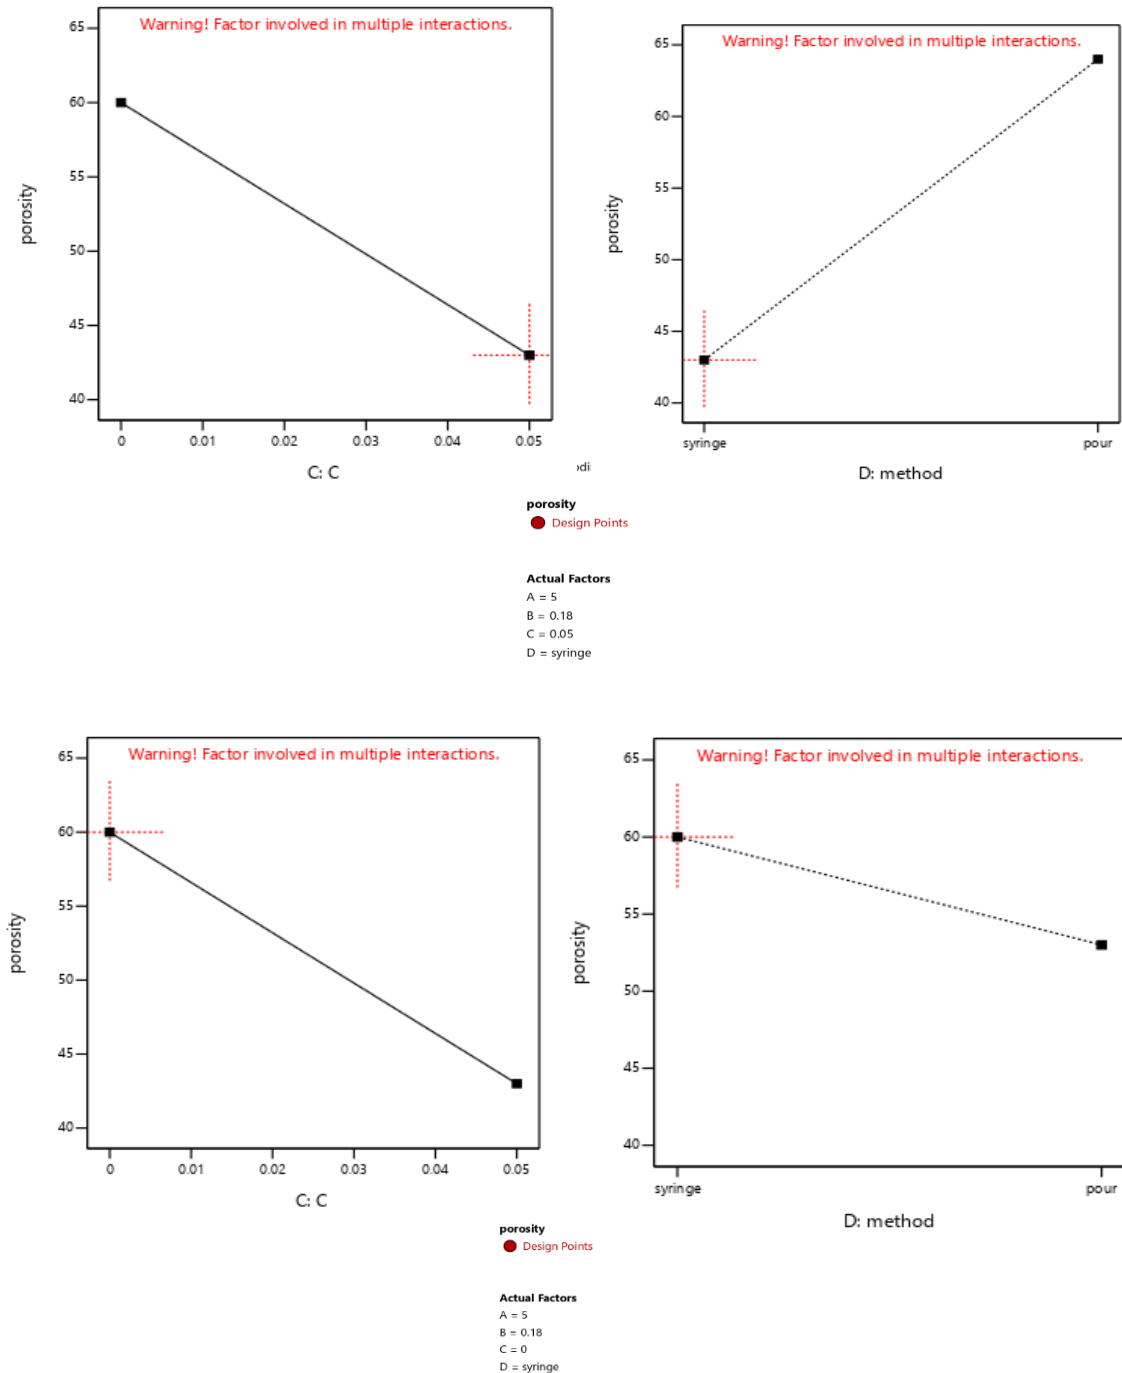 Warning! Factor involved in multiple interactions.
65
60
55
50
45
40
porosity
0 0.01 0.02 0.03 0.04 0.05
C: C
Warning! Factor involved in multiple interactions.
65
60
55
50
45
40
porosity
syringe pour
D: method
porosity
Design Points
Actual Factors
A = 5
B = 0.18
C = 0.05
D = syringe
Warning! Factor involved in multiple interactions.
65
60
55
50
45
40
porosity
0 0.01 0.02 0.03 0.04 0.05
C: C
Warning! Factor involved in multiple interactions.
65
60
55
50
45
40
porosity
syringe pour
D: method
porosity
Design Points
Actual Factors
A = 5
B = 0.18
C = 0
D = syringe